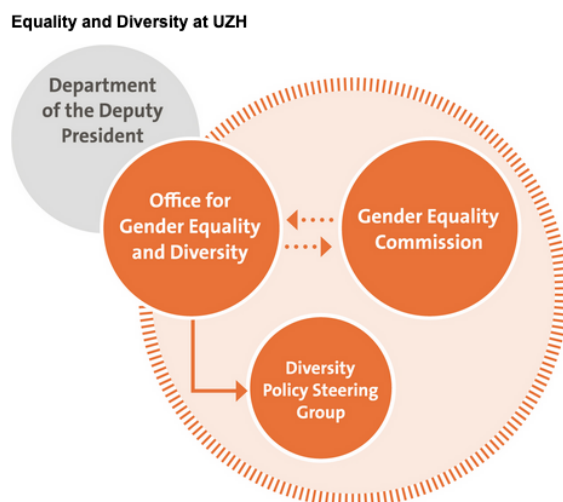 Equality and Diversity at UZH
Department
of the Deputy
President
Office for
Gender Equality
and Diversity
Gender Equality
Commission
Diversity
Policy Steering
Group